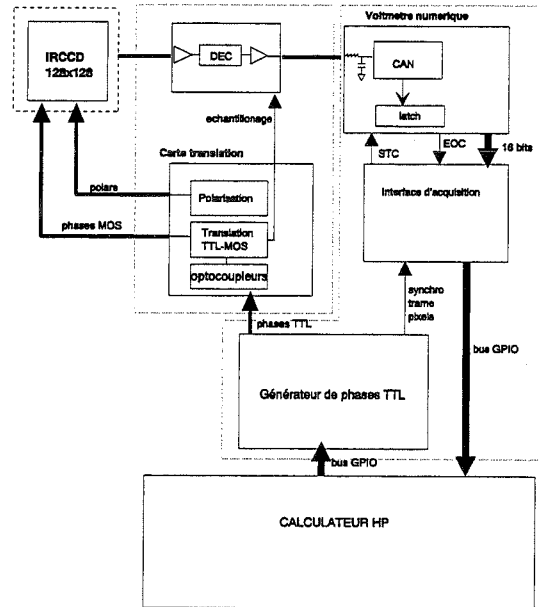 Voltmetre numerique
IRCCD
128x128
DEC
CAN
latch
echantillonage
STC
EOC
16 bits
Carte translation
Interface d'acquisition
polars
Polarisation
phases MOS
Translation
TTL-MOS
optocoupleurs
synchro
trame
pixels
phases TTL
bus GPIO
Générateur de phases TTL
bus GPIO
CALCULATEUR HP